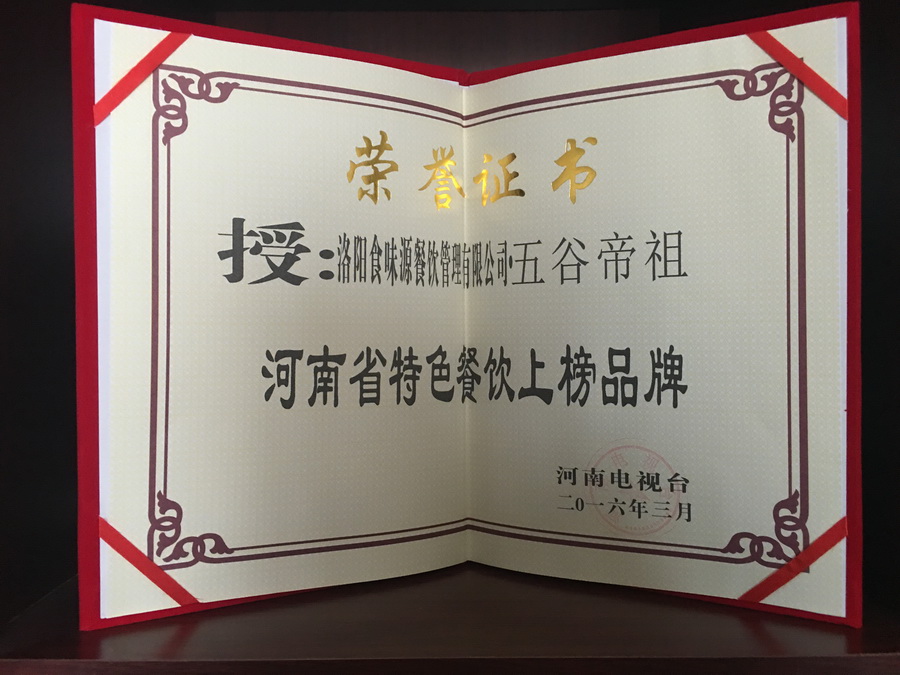 荣誉证书
授:洛阳食味源餐饮管理有限公司·五谷帝祖
河南省特色餐饮上榜品牌
河南电视台
二0一六年三月